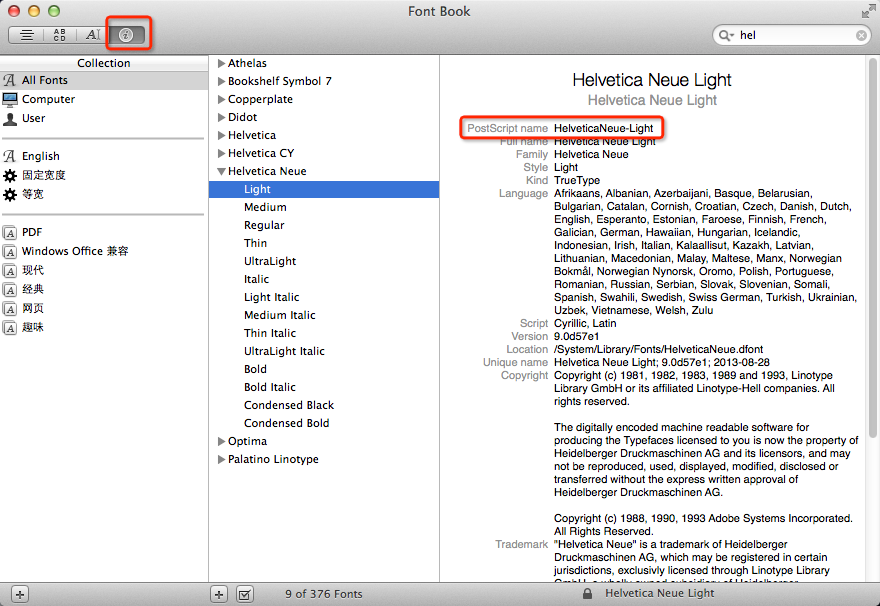 Font Book
AB
CD
A
i
hel
Collection
All Fonts
Computer
User
English
固定宽度
等宽
PDF
Windows Office 兼容
现代
经典
网页
趣味
Athelas
Bookshelf Symbol 7
Copperplate
Didot
Helvetica
Helvetica CY
Helvetica Neue
Light
Medium
Regular
Thin
UltraLight
Italic
Light Italic
Medium Italic
Thin Italic
UltraLight Italic
Bold
Bold Italic
Condensed Black
Condensed Bold
Optima
Palatino Linotype
Helvetica Neue Light
Helvetica Neue Light
PostScript name HelveticaNeue-Light
Full name Helvetica Neue Light
Family Helvetica Neue
Style Light
Kind TrueType
Language Afrikaans, Albanian, Azerbaijani, Basque, Belarusian,
Bulgarian, Catalan, Cornish, Croatian, Czech, Danish, Dutch,
English, Esperanto, Estonian, Faroese, Finnish, French,
Galician, German, Hawaiian, Hungarian, Icelandic,
Indonesian, Irish, Italian, Kalaallisut, Kazakh, Latvian,
Lithuanian, Macedonian, Malay, Maltese, Manx, Norwegian
Bokmål, Norwegian Nynorsk, Oromo, Polish, Portuguese,
Romanian, Russian, Serbian, Slovak, Slovenian, Somali,
Spanish, Swahili, Swedish, Swiss German, Turkish, Ukrainian,
Uzbek, Vietnamese, Welsh, Zulu
Script Cyrillic, Latin
Version 9.0d57e1
Location /System/Library/Fonts/HelveticaNeue.dfont
Unique name Helvetica Neue Light; 9.0d57e1; 2013-08-28
Copyright Copyright (c) 1981, 1982, 1983, 1989 and 1993, Linotype
Library GmbH or its affiliated Linotype-Hell companies. All
rights reserved.
The digitally encoded machine readable software for
producing the Typefaces licensed to you is now the property of
Heidelberger Druckmaschinen AG and its licensors, and may
not be reproduced, used, displayed, modified, disclosed or
transferred without the express written approval of
Heidelberger Druckmaschinen AG.
Copyright (c) 1988, 1990, 1993 Adobe Systems Incorporated.
All Rights Reserved.
Trademark "Helvetica Neue" is a trademark of Heidelberger
Druckmaschinen AG, which may be registered in certain
jurisdictions, exclusivly licensed through Linotype Library
GmbH, a wholly owned subsidiary of Heidelberger
9 of 376 Fonts
Helvetica Neue Light